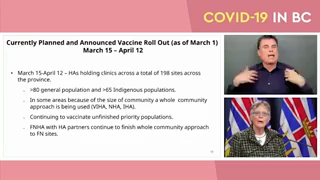 COVID-19 IN BC
Currently Planned and Announced Vaccine Roll Out (as of March 1)
March 15 – April 12
• March 15-April 12 – HAs holding clinics across a total of 198 sites across
the province.
○ >80 general population and >65 Indigenous populations.
○ In some areas because of the size of community a whole community
approach is being used (VIHA, NHA, IHA).
○ Continuing to vaccinate unfinished priority populations.
○ FNHA with HA partners continue to finish whole community approach
to FN sites.